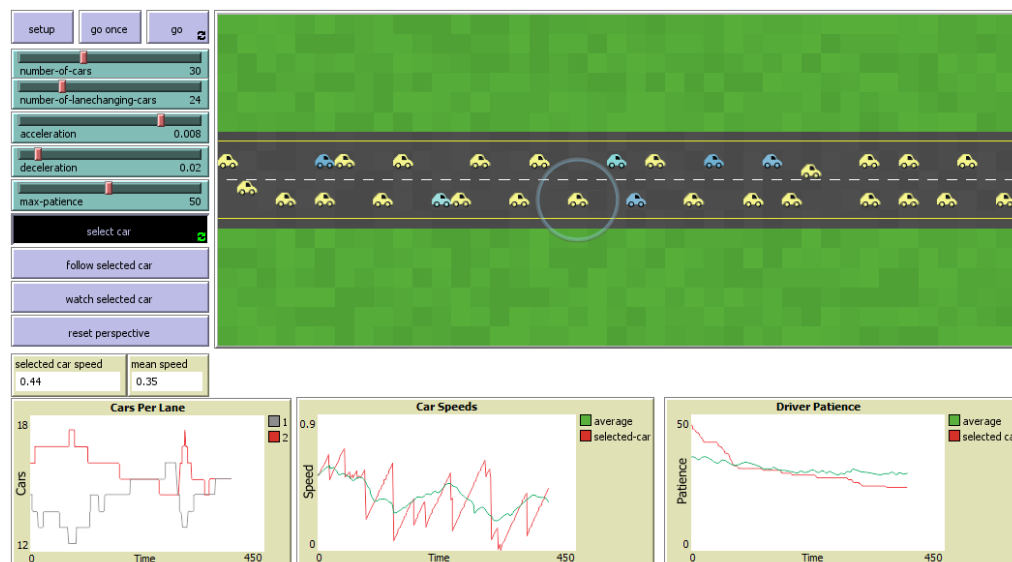 setup
go once
go
number-of-cars 30
number-of-lanechanging-cars 24
acceleration 0.008
deceleration 0.02
max-patience 50
select car
follow selected car
watch selected car
reset perspective
selected car speed
0.44
mean speed
0.35
Cars Per Lane
18
Cars
12
0 Time 450
1
2
Car Speeds
0.9
Speed
0
0 Time 450
average
selected-car
Driver Patience
50
Patience
0
0 Time 450
average
selected ca